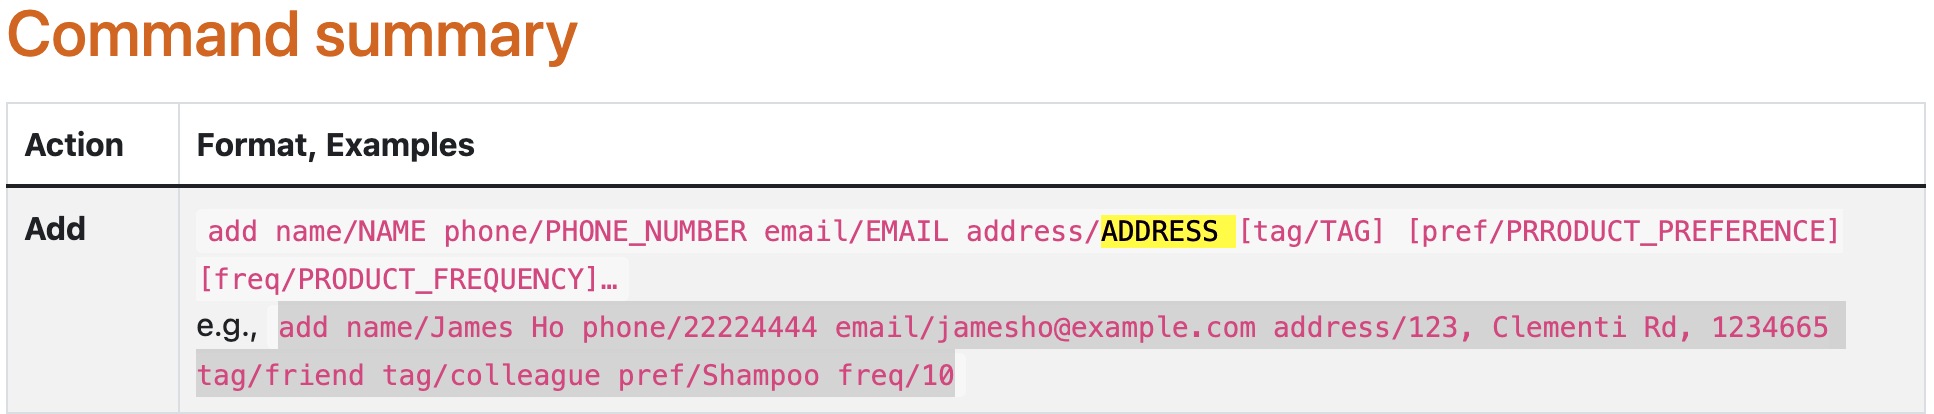 Command summary
Action Format, Examples
Add add name/NAME phone/PHONE_NUMBER email/EMAIL address/ADDRESS [tag/TAG] [pref/PRRODUCT_PREFERENCE]
[freq/PRODUCT_FREQUENCY]…
e.g., add name/James Ho phone/22224444 email/jamesho@example.com address/123, Clementi Rd, 1234665
tag/friend tag/colleague pref/Shampoo freq/10